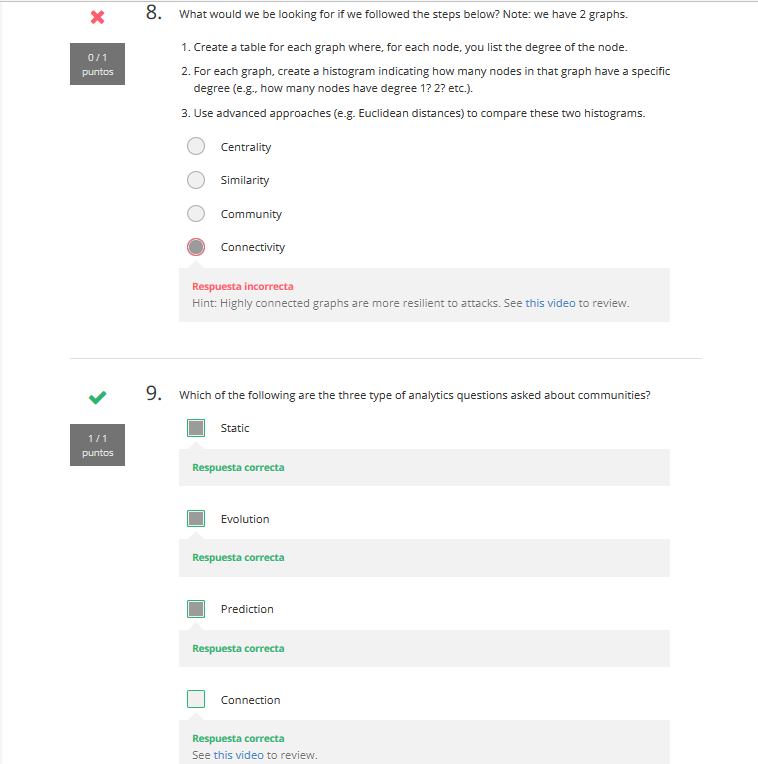 8. What would we be looking for if we followed the steps below? Note: we have 2 graphs.
0 / 1
puntos
1. Create a table for each graph where, for each node, you list the degree of the node.
2. For each graph, create a histogram indicating how many nodes in that graph have a specific
degree (e.g., how many nodes have degree 1? 2? etc.).
3. Use advanced approaches (e.g. Euclidean distances) to compare these two histograms.
Centrality
Similarity
Community
Connectivity
Respuesta incorrecta
Hint: Highly connected graphs are more resilient to attacks. See this video to review.
9. Which of the following are the three type of analytics questions asked about communities?
1 / 1
puntos
Static
Respuesta correcta
Evolution
Respuesta correcta
Prediction
Respuesta correcta
Connection
Respuesta correcta
See this video to review.